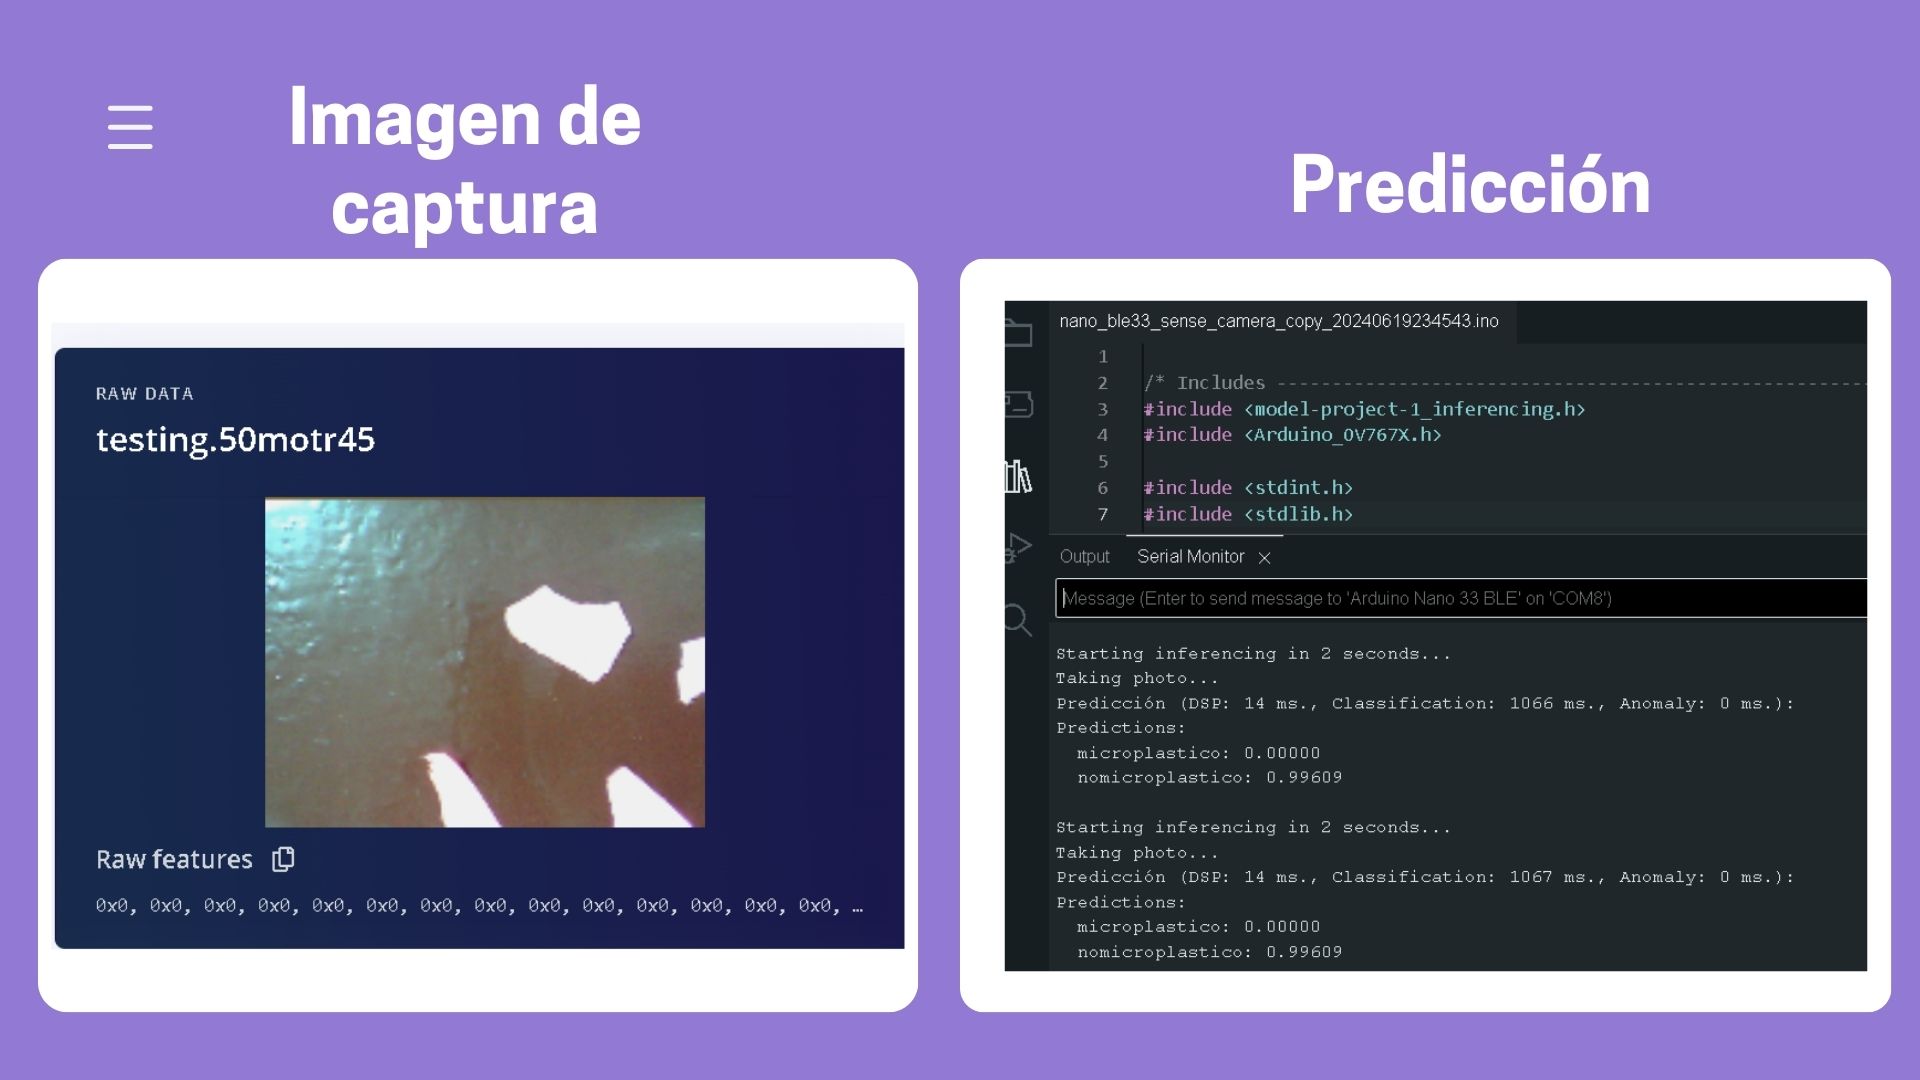 Imagen de
captura
Predicción
RAW DATA
testing.50motr45
Raw features
0x0, 0x0, 0x0, 0x0, 0x0, 0x0, 0x0, 0x0, 0x0, 0x0, 0x0, 0x0, 0x0, 0x0, …
nano_ble33_sense_camera_copy_20240619234543.ino
1
2 /* Includes ------------------------------------------------------
3 #include <model-project-1_inferencing.h>
4 #include <Arduino_OV767X.h>
5
6 #include <stdint.h>
7 #include <stdlib.h>
Output Serial Monitor
Message (Enter to send message to 'Arduino Nano 33 BLE' on 'COM8')
Starting inferencing in 2 seconds...
Taking photo...
Predicción (DSP: 14 ms., Classification: 1066 ms., Anomaly: 0 ms.):
Predictions:
microplastico: 0.00000
nomicroplastico: 0.99609
Starting inferencing in 2 seconds...
Taking photo...
Predicción (DSP: 14 ms., Classification: 1067 ms., Anomaly: 0 ms.):
Predictions:
microplastico: 0.00000
nomicroplastico: 0.99609